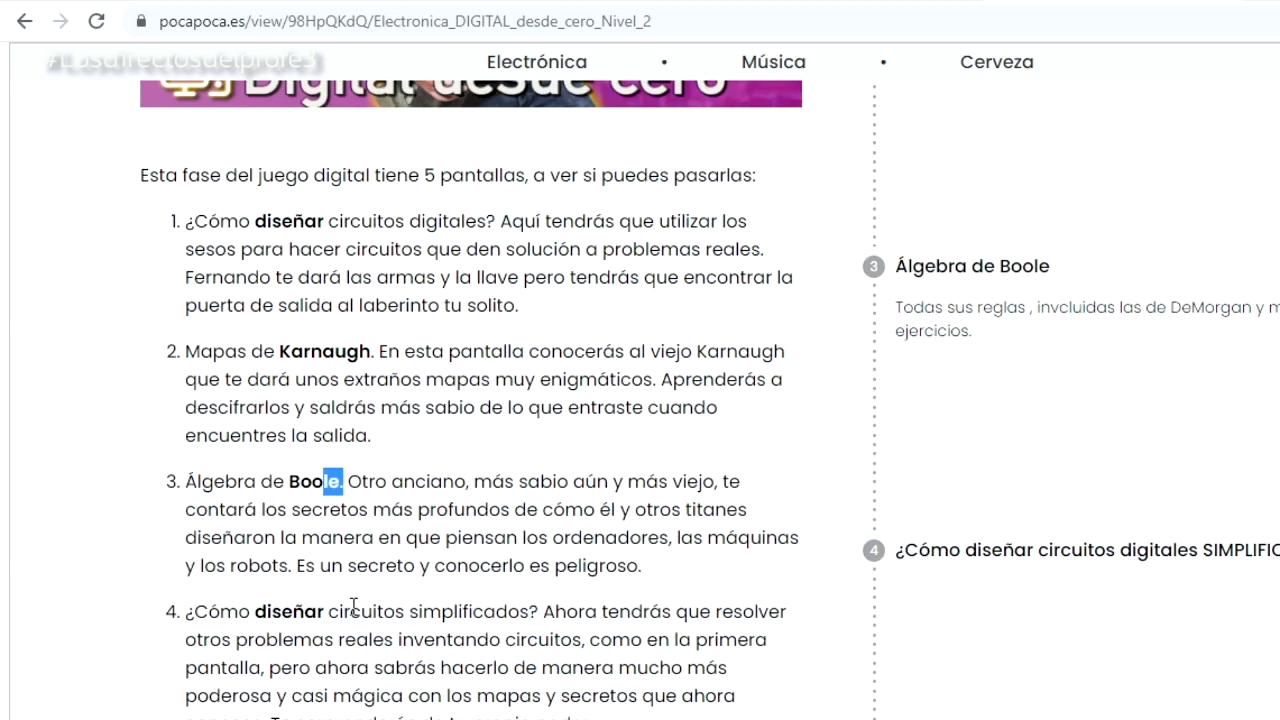 pocapoca.es/view/98HpQKdQ/Electronica_DIGITAL_desde_cero_Nivel_2
#Losdirectosdelprofe3
Electrónica • Música • Cerveza
Digital desde cero
Esta fase del juego digital tiene 5 pantallas, a ver si puedes pasarlas:
1. ¿Cómo diseñar circuitos digitales? Aquí tendrás que utilizar los
sesos para hacer circuitos que den solución a problemas reales.
Fernando te dará las armas y la llave pero tendrás que encontrar la
puerta de salida al laberinto tu solito.
2. Mapas de Karnaugh. En esta pantalla conocerás al viejo Karnaugh
que te dará unos extraños mapas muy enigmáticos. Aprenderás a
descifrarlos y saldrás más sabio de lo que entraste cuando
encuentres la salida.
3. Álgebra de Boole. Otro anciano, más sabio aún y más viejo, te
contará los secretos más profundos de cómo él y otros titanes
diseñaron la manera en que piensan los ordenadores, las máquinas
y los robots. Es un secreto y conocerlo es peligroso.
4. ¿Cómo diseñar circuitos simplificados? Ahora tendrás que resolver
otros problemas reales inventando circuitos, como en la primera
pantalla, pero ahora sabrás hacerlo de manera mucho más
poderosa y casi mágica con los mapas y secretos que ahora
3 Álgebra de Boole
Todas sus reglas , invcluidas las de DeMorgan y m
ejercicios.
4 ¿Cómo diseñar circuitos digitales SIMPLIFIC